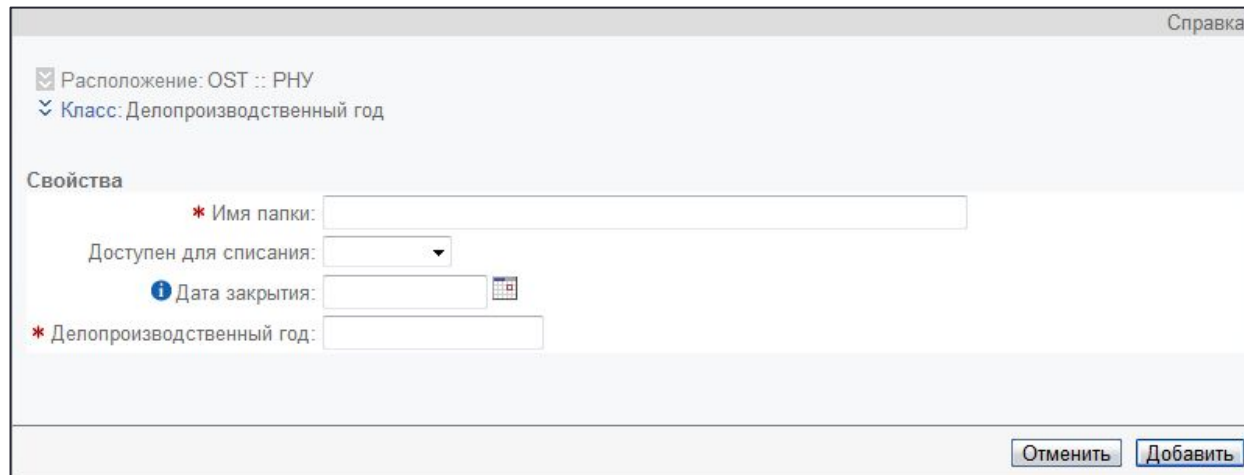 Справка
Расположение: OST :: РНУ
Класс: Делопроизводственный год
Свойства
* Имя папки:
Доступен для списания:
Дата закрытия:
* Делопроизводственный год:
Отменить Добавить